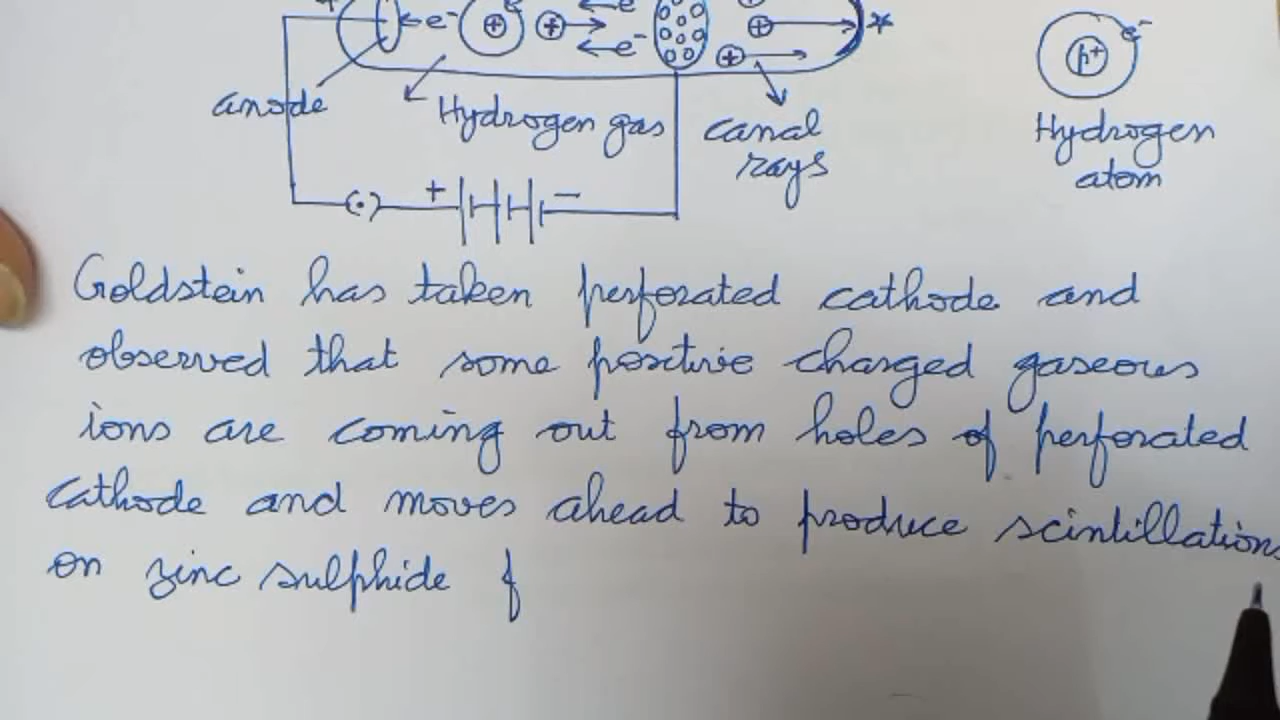 + e⁻ e⁻ + + e⁻ e⁻ + + *
e⁻ p⁺
anode
Hydrogen gas
canal rays
Hydrogen atom
+ −
Goldstein has taken perforated cathode and
observed that some positive charged gaseous
ions are coming out from holes of perforated
cathode and moves ahead to produce scintillations
on zinc sulphide f